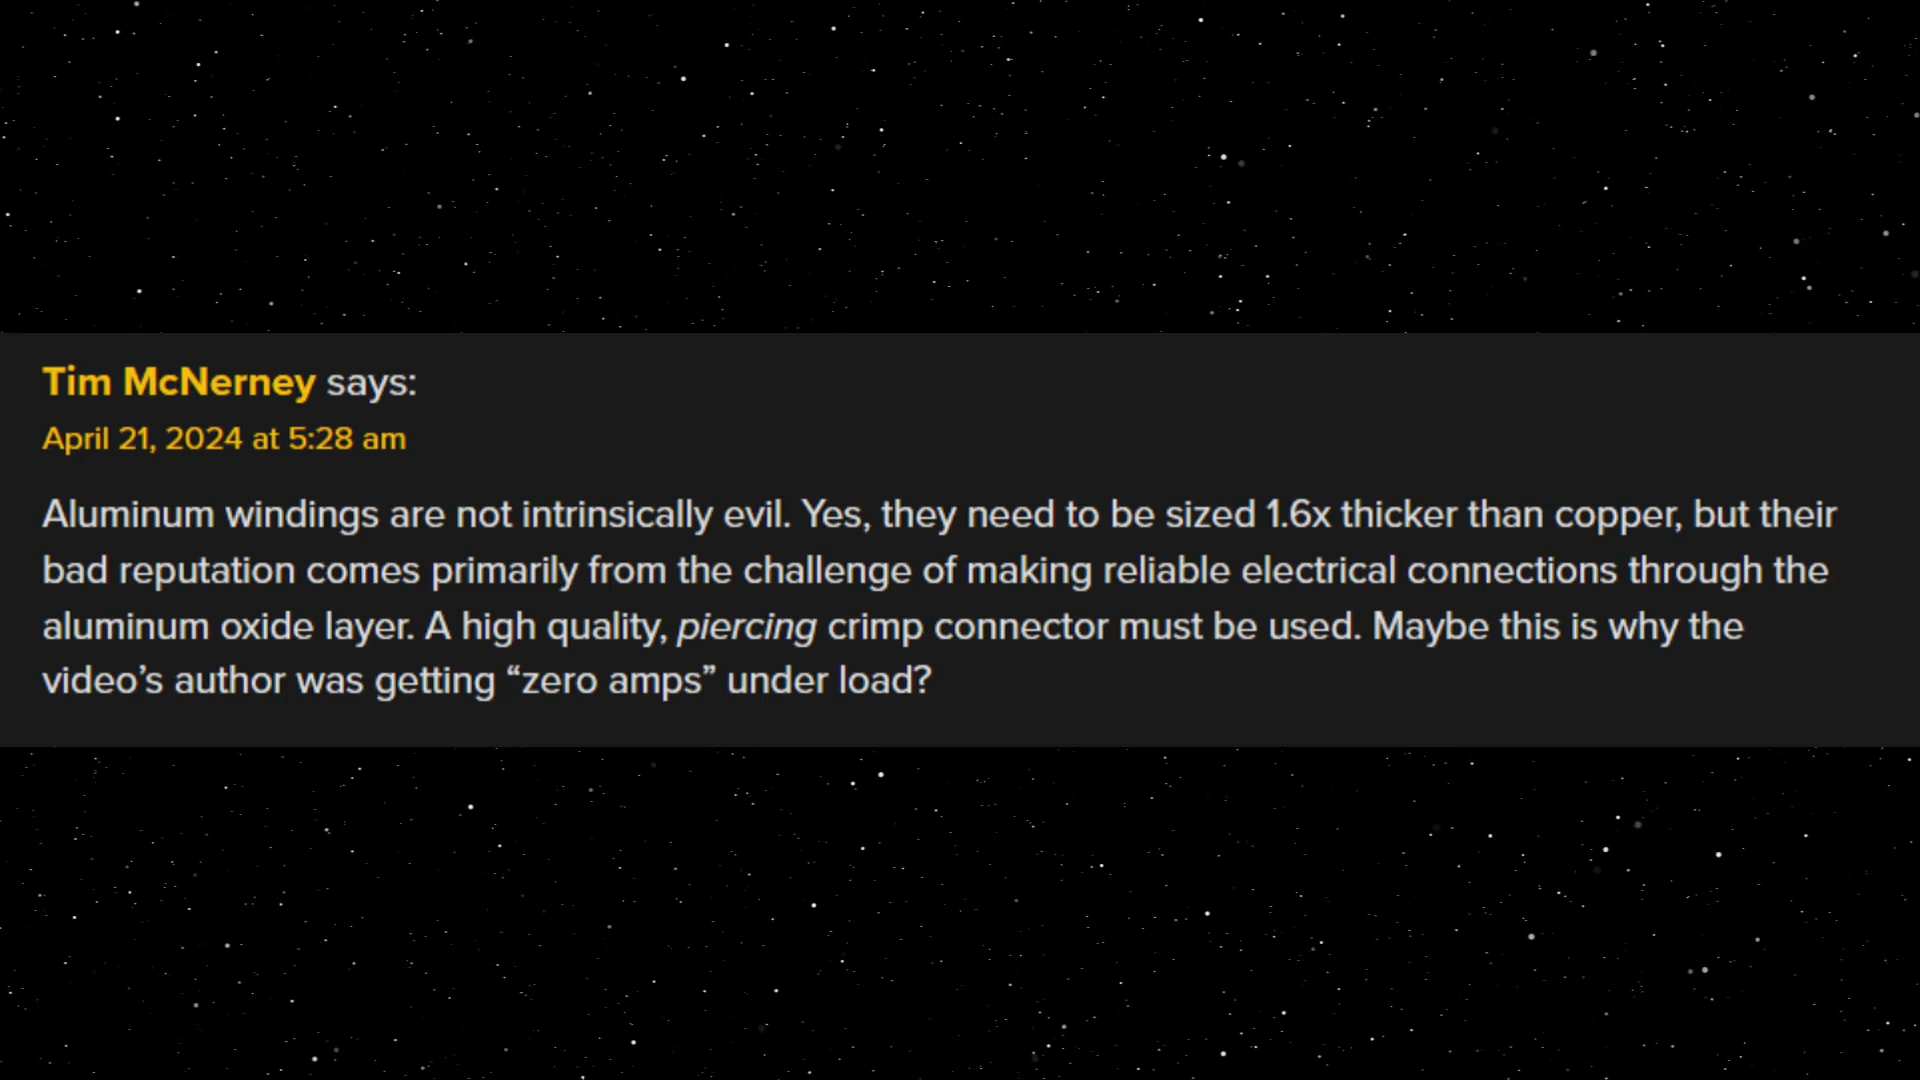 Tim McNerney says:
April 21, 2024 at 5:28 am
Aluminum windings are not intrinsically evil. Yes, they need to be sized 1.6x thicker than copper, but their
bad reputation comes primarily from the challenge of making reliable electrical connections through the
aluminum oxide layer. A high quality, piercing crimp connector must be used. Maybe this is why the
video’s author was getting “zero amps” under load?